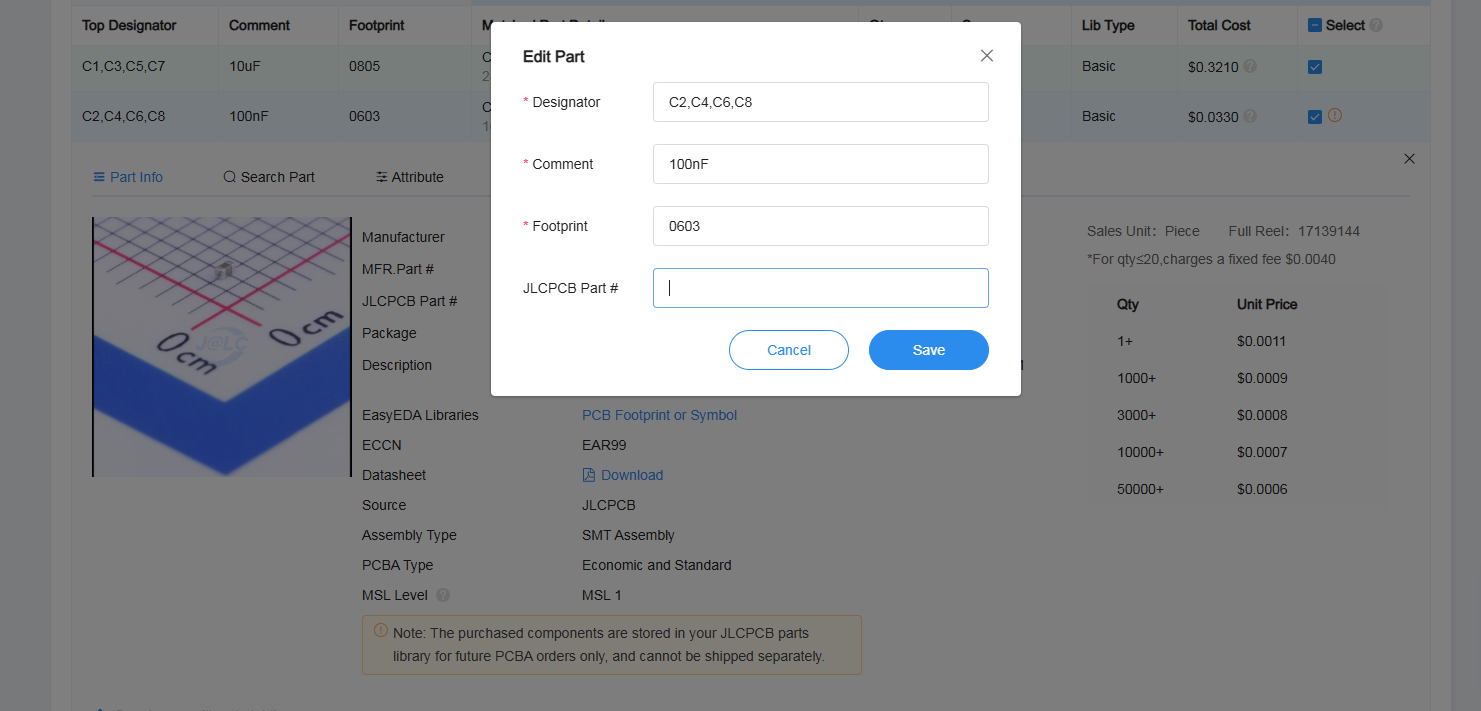 Top Designator Comment Footprint Lib Type Total Cost Select
C1,C3,C5,C7 10uF 0805 Basic $0.3210
C2,C4,C6,C8 100nF 0603 Basic $0.0330
Edit Part
* Designator C2,C4,C6,C8
* Comment 100nF
* Footprint 0603
JLCPCB Part #
Cancel Save
Part Info Search Part Attribute
0 cm 0 cm
J@LC
Manufacturer
MFR.Part #
JLCPCB Part #
Package
Description
EasyEDA Libraries PCB Footprint or Symbol
ECCN EAR99
Datasheet Download
Source JLCPCB
Assembly Type SMT Assembly
PCBA Type Economic and Standard
MSL Level MSL 1
Note: The purchased components are stored in your JLCPCB parts
library for future PCBA orders only, and cannot be shipped separately.
Sales Unit: Piece Full Reel: 17139144
*For qty≤20,charges a fixed fee $0.0040
Qty Unit Price
1+ $0.0011
1000+ $0.0009
3000+ $0.0008
10000+ $0.0007
50000+ $0.0006